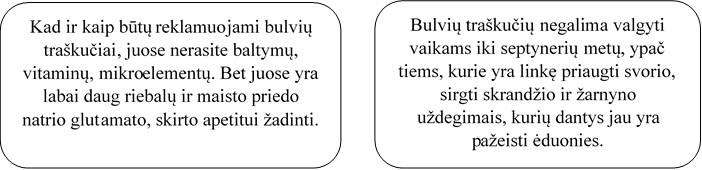 Kad ir kaip būtų reklamuojami bulvių
traškučiai, juose nerasite baltymų,
vitaminų, mikroelementų. Bet juose yra
labai daug riebalų ir maisto priedo
natrio glutamato, skirto apetitui žadinti.
Bulvių traškučių negalima valgyti
vaikams iki septynerių metų, ypač
tiems, kurie yra linkę priaugti svorio,
sirgti skrandžio ir žarnyno
uždegimais, kurių dantys jau yra
pažeisti ėduonies.